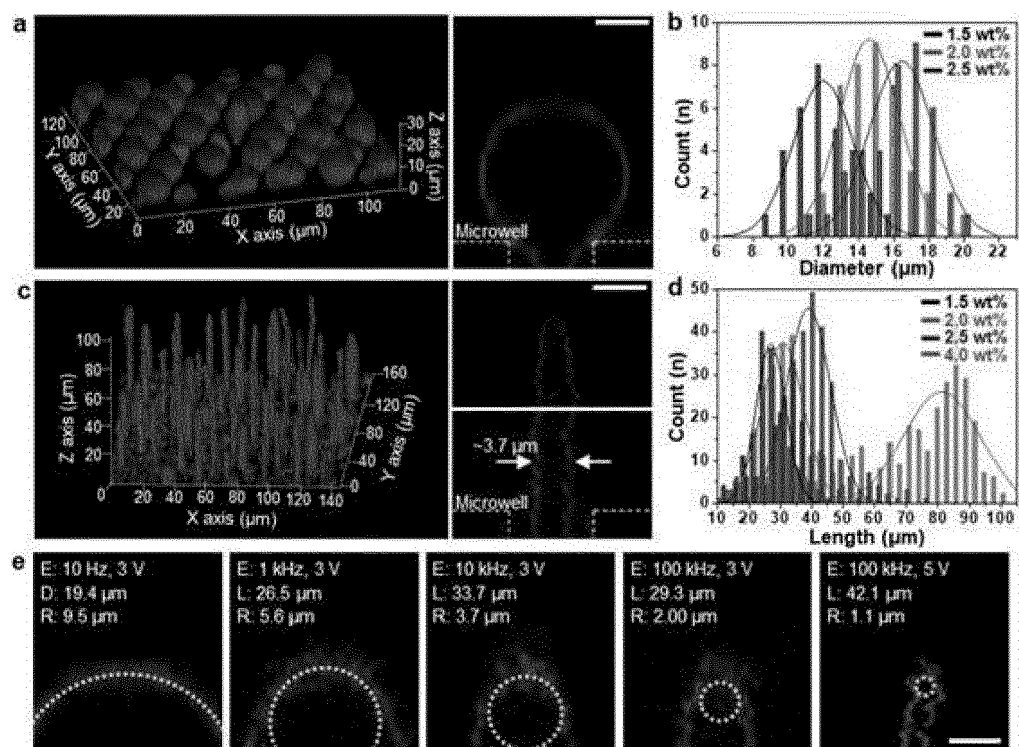 a
120
100
80
60
40
20
Y axis (µm)
0
20
40
60
80
100
X axis (µm)
30
20
10
0
Z axis (µm)
Microwell
b
10
8
6
4
2
0
Count (n)
1.5 wt%
2.0 wt%
2.5 wt%
6 8 10 12 14 16 18 20 22
Diameter (µm)
c
100
80
60
40
20
Z axis (µm)
20 40 60 80 100 120 140
X axis (µm)
160
120
80
40
Y axis (µm)
~3.7 µm
Microwell
d
50
40
30
20
10
0
Count (n)
1.5 wt%
2.0 wt%
2.5 wt%
4.0 wt%
10 20 30 40 50 60 70 80 90 100
Length (µm)
e
E: 10 Hz, 3 V
D: 19.4 µm
R: 9.5 µm
E: 1 kHz, 3 V
L: 26.5 µm
R: 5.6 µm
E: 10 kHz, 3 V
L: 33.7 µm
R: 3.7 µm
E: 100 kHz, 3 V
L: 29.3 µm
R: 2.00 µm
E: 100 kHz, 5 V
L: 42.1 µm
R: 1.1 µm